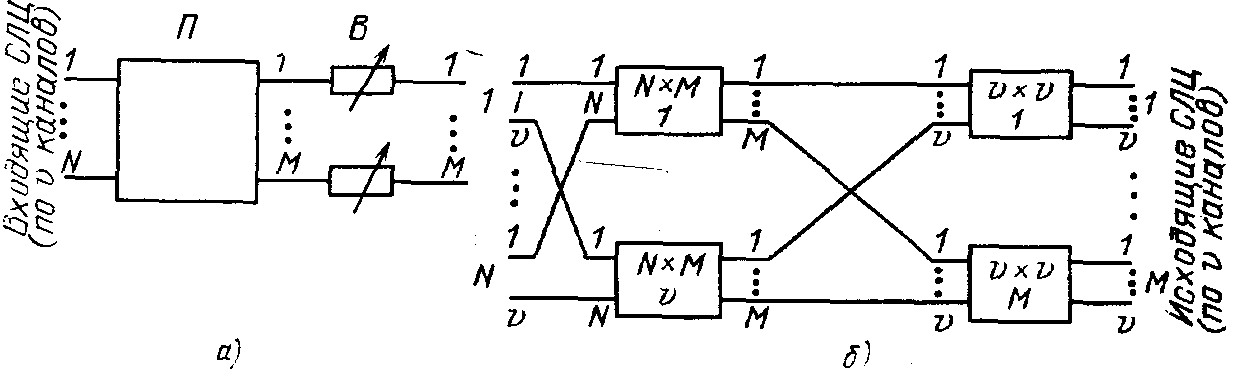 Входящие СЛЦ
(по υ каналов)
П
В
1
N
1
M
1
M
1
1
υ
1
N
υ
1
N
1
N
N×M
1
N×M
υ
1
M
1
M
1
υ
1
υ
υ×υ
1
υ×υ
M
1
υ
1
1
υ
M
Исходящие СЛЦ
(по υ каналов)
а)
б)